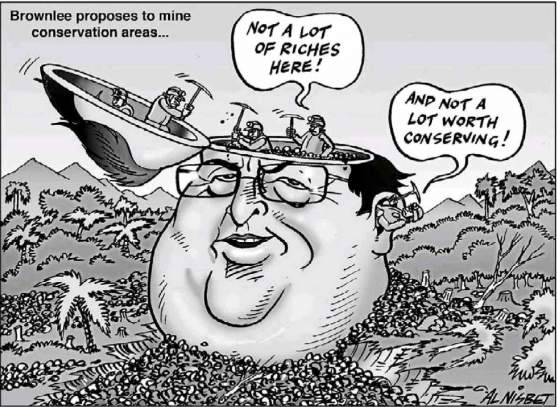 Brownlee proposes to mine
conservation areas...
NOT A LOT
OF RICHES
HERE!
AND NOT A
LOT WORTH
CONSERVING!
AL NISBET